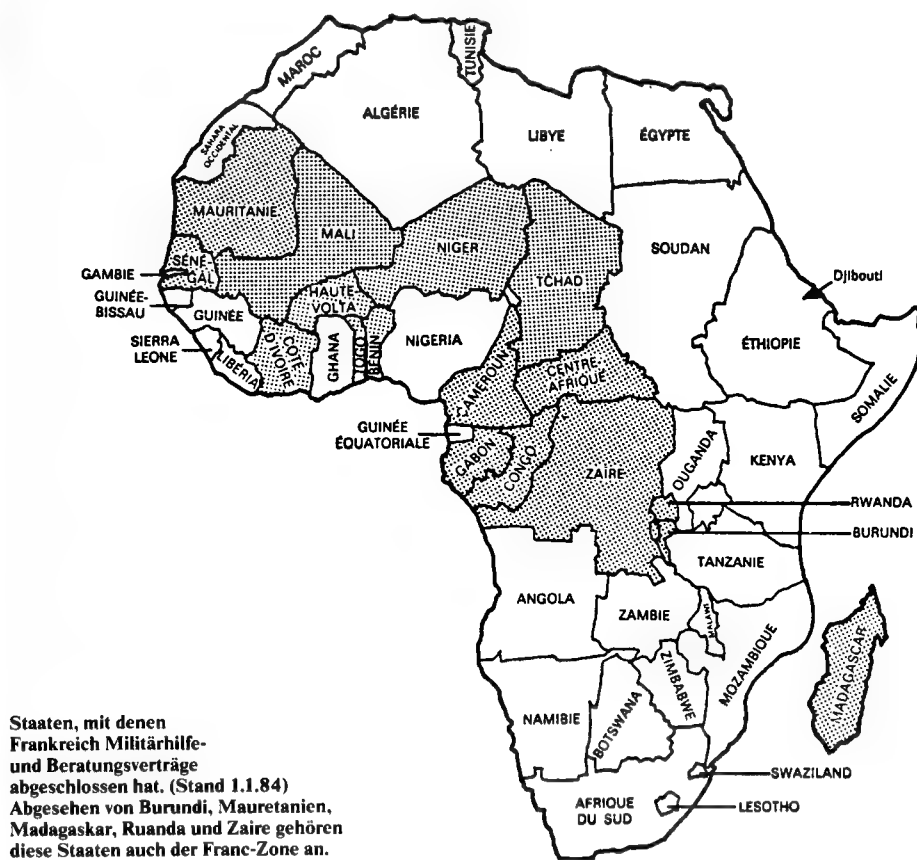 TUNISIE
MAROC
ALGÉRIE
LIBYE
ÉGYPTE
SAHARA
OCCIDENTAL
MAURITANIE
MALI
NIGER
TCHAD
SOUDAN
SÉNÉ-
GAL
GAMBIE
GUINÉE-
BISSAU
GUINÉE
SIERRA
LEONE
LIBÉRIA
CÔTE
D'IVOIRE
HAUTE
VOLTA
GHANA
TOGO
BÉNIN
NIGERIA
CAMEROUN
CENTRE
AFRIQUE
Djibouti
ÉTHIOPIE
SOMALIE
GUINÉE
ÉQUATORIALE
GABON
CONGO
ZAÏRE
OUGANDA
KENYA
RWANDA
BURUNDI
TANZANIE
ANGOLA
ZAMBIE
MALAWI
MOZAMBIQUE
MADAGASCAR
ZIMBABWE
NAMIBIE
BOTSWANA
SWAZILAND
LESOTHO
AFRIQUE
DU SUD
Staaten, mit denen
Frankreich Militärhilfe-
und Beratungsverträge
abgeschlossen hat. (Stand 1.1.84)
Abgesehen von Burundi, Mauretanien,
Madagaskar, Ruanda und Zaire gehören
diese Staaten auch der Franc-Zone an.